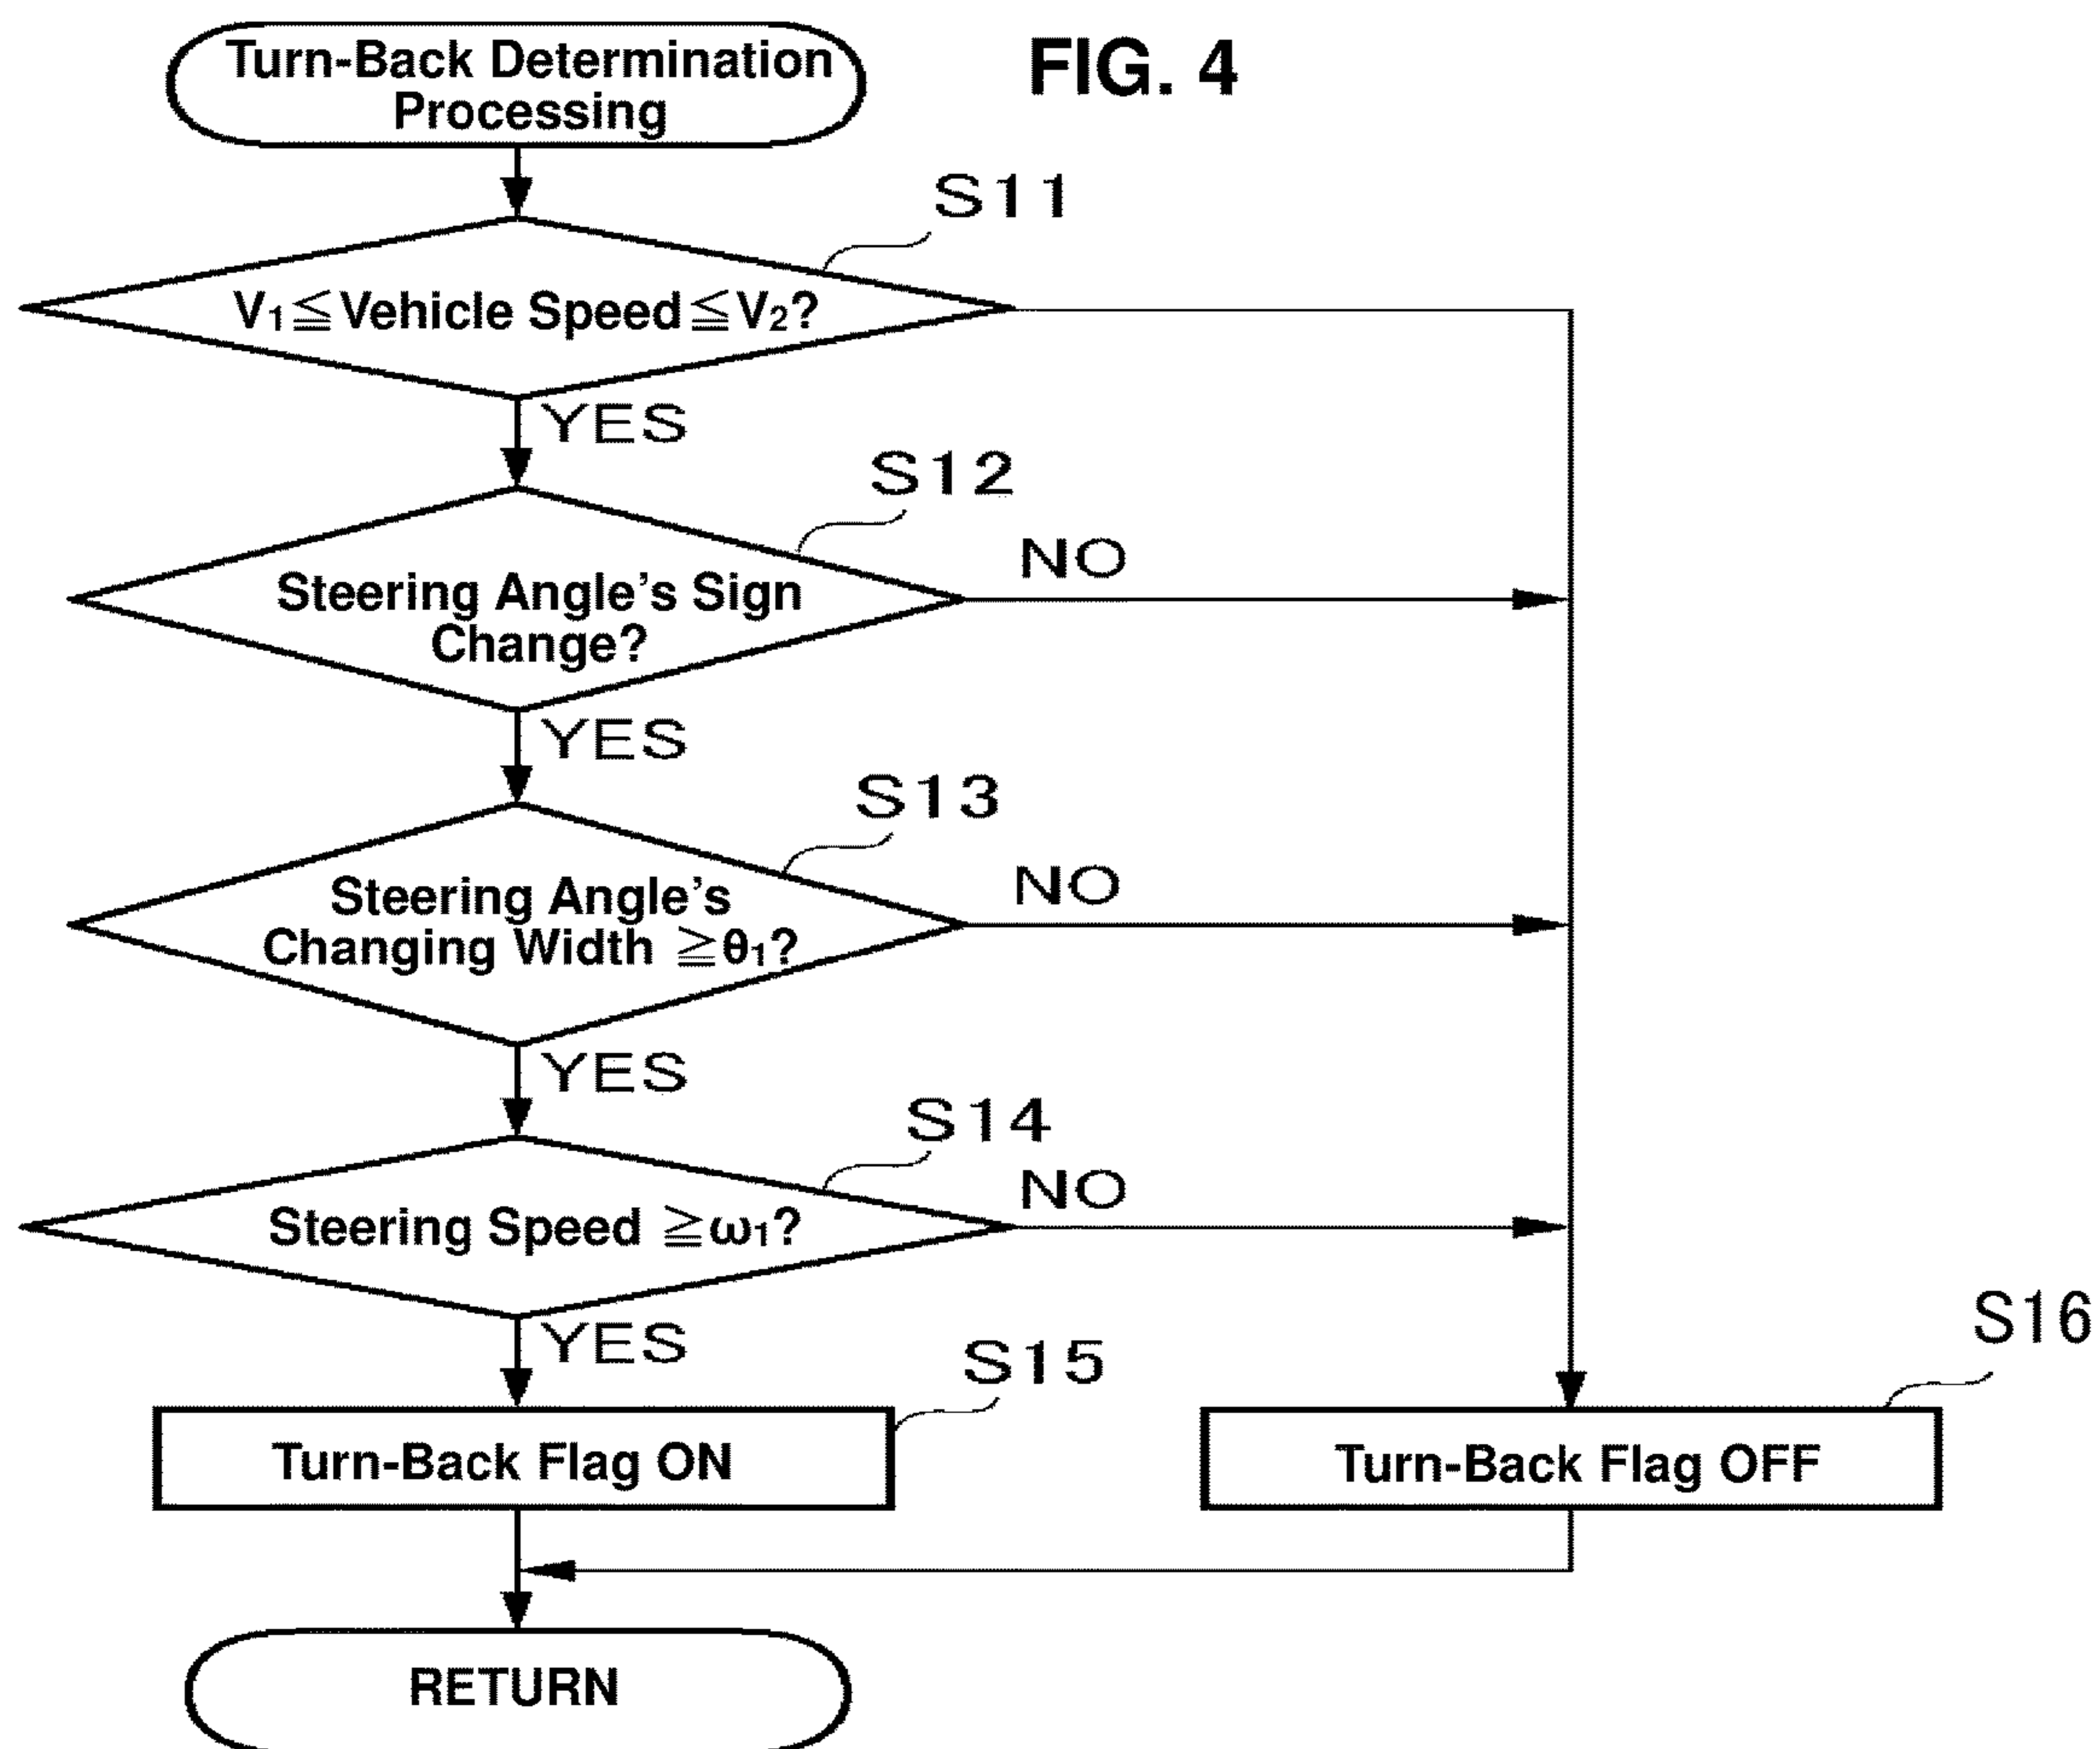 Turn-Back Determination
Processing
FIG. 4
S11
V₁≦Vehicle Speed≦V₂?
YES
S12
NO
Steering Angle's Sign
Change?
YES
S13
NO
Steering Angle's
Changing Width ≧θ₁?
YES
S14
NO
Steering Speed ≧ω₁?
YES
S15
S16
Turn-Back Flag ON
Turn-Back Flag OFF
RETURN